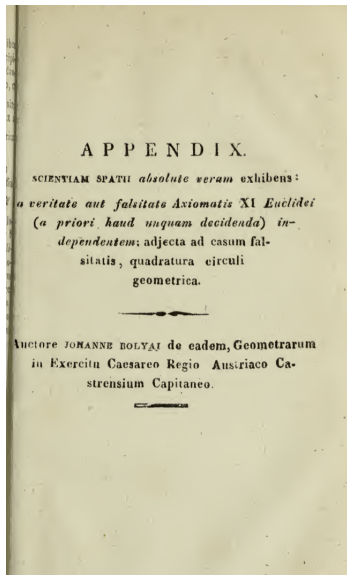 APPENDIX.
SCIENTIAM SPATII absolute veram exhibens:
a veritate aut falsitate Axiomatis XI Euclidei
(a priori haud unquam decidenda) in-
dependentem; adjecta ad casum fal-
sitatis, quadratura circuli
geometrica.
Auctore JOHANNE BOLYAI de eadem, Geometrarum
in Exercitu Caesareo Regio Austriaco Ca-
strensium Capitaneo.